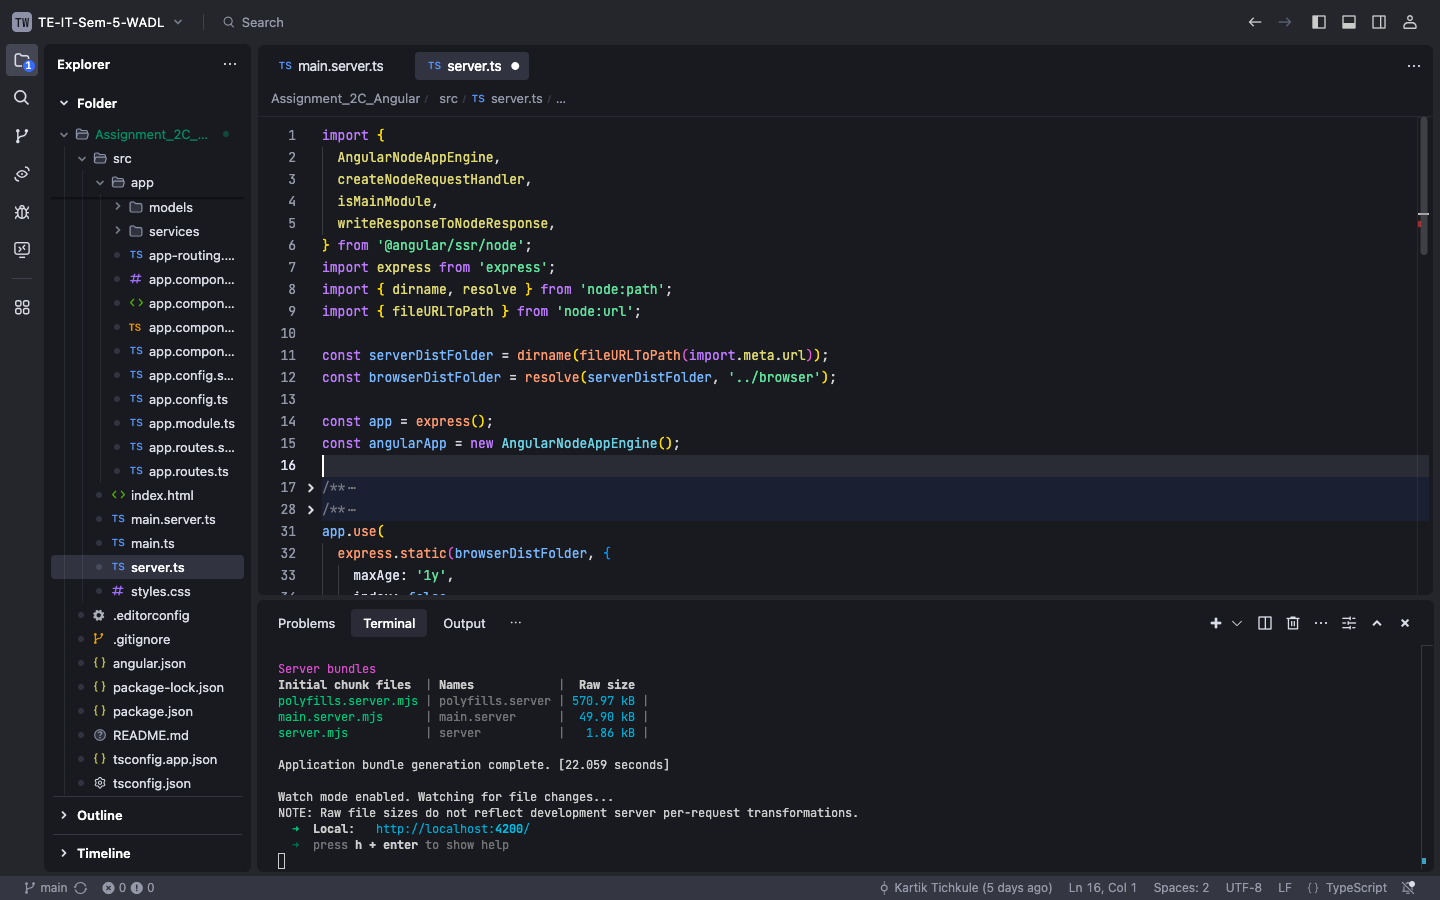 TW TE-IT-Sem-5-WADL
Search
1
Explorer
Folder
Assignment_2C_...
src
app
models
services
TS app-routing....
# app.compon...
<> app.compon...
TS app.compon...
TS app.compon...
TS app.config.s...
TS app.config.ts
TS app.module.ts
TS app.routes.s...
TS app.routes.ts
<> index.html
TS main.server.ts
TS main.ts
TS server.ts
# styles.css
.editorconfig
.gitignore
{} angular.json
{} package-lock.json
{} package.json
README.md
{} tsconfig.app.json
tsconfig.json
Outline
Timeline
TS main.server.ts
TS server.ts
Assignment_2C_Angular / src / TS server.ts / ...
1 import {
2 AngularNodeAppEngine,
3 createNodeRequestHandler,
4 isMainModule,
5 writeResponseToNodeResponse,
6 } from '@angular/ssr/node';
7 import express from 'express';
8 import { dirname, resolve } from 'node:path';
9 import { fileURLToPath } from 'node:url';
10
11 const serverDistFolder = dirname(fileURLToPath(import.meta.url));
12 const browserDistFolder = resolve(serverDistFolder, '../browser');
13
14 const app = express();
15 const angularApp = new AngularNodeAppEngine();
16
17 /**⋯
28 /**⋯
31 app.use(
32 express.static(browserDistFolder, {
33 maxAge: '1y',
34 index: false
Problems Terminal Output
Server bundles
Initial chunk files | Names | Raw size
polyfills.server.mjs | polyfills.server | 570.97 kB |
main.server.mjs | main.server | 49.90 kB |
server.mjs | server | 1.86 kB |
Application bundle generation complete. [22.059 seconds]
Watch mode enabled. Watching for file changes...
NOTE: Raw file sizes do not reflect development server per-request transformations.
➜ Local: http://localhost:4200/
➜ press h + enter to show help
main 0 0 Kartik Tichkule (5 days ago) Ln 16, Col 1 Spaces: 2 UTF-8 LF {} TypeScript